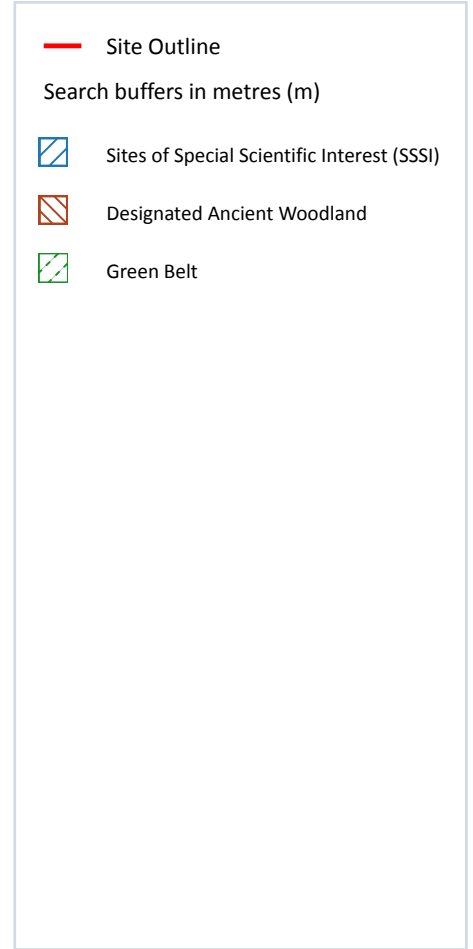 Site Outline
Search buffers in metres (m)
Sites of Special Scientific Interest (SSSI)
Designated Ancient Woodland
Green Belt